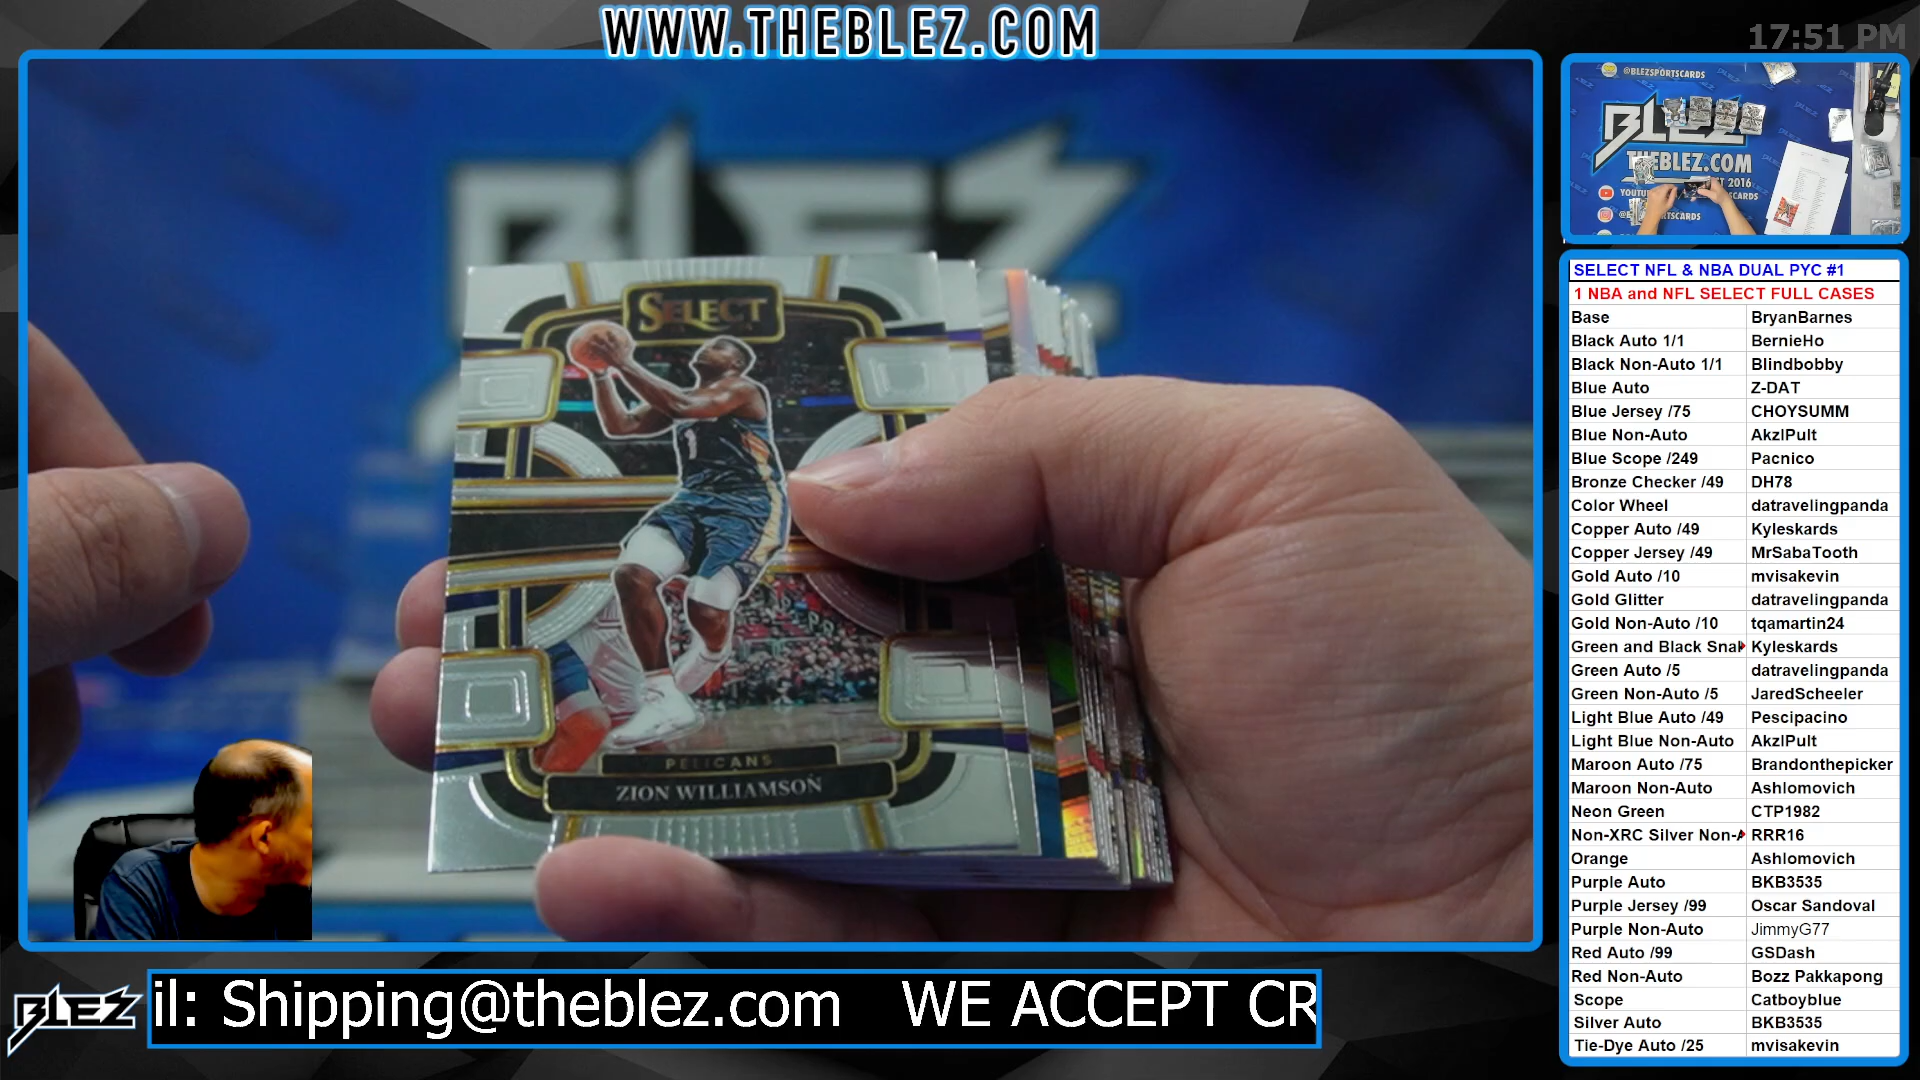 WWW.THEBLEZ.COM
17:51 PM
SELECT
1
PELICANS
ZION WILLIAMSON
@BLEZSPORTSCARDS
BLEZ
THEBLEZ.COM
2016
SELECT NFL & NBA DUAL PYC #1
1 NBA and NFL SELECT FULL CASES
Base BryanBarnes
Black Auto 1/1 BernieHo
Black Non-Auto 1/1 Blindbobby
Blue Auto Z-DAT
Blue Jersey /75 CHOYSUMM
Blue Non-Auto AkzlPult
Blue Scope /249 Pacnico
Bronze Checker /49 DH78
Color Wheel datravelingpanda
Copper Auto /49 Kyleskards
Copper Jersey /49 MrSabaTooth
Gold Auto /10 mvisakevin
Gold Glitter datravelingpanda
Gold Non-Auto /10 tqamartin24
Green and Black Snak Kyleskards
Green Auto /5 datravelingpanda
Green Non-Auto /5 JaredScheeler
Light Blue Auto /49 Pescipacino
Light Blue Non-Auto AkzlPult
Maroon Auto /75 Brandonthepicker
Maroon Non-Auto Ashlomovich
Neon Green CTP1982
Non-XRC Silver Non-A RRR16
Orange Ashlomovich
Purple Auto BKB3535
Purple Jersey /99 Oscar Sandoval
Purple Non-Auto JimmyG77
Red Auto /99 GSDash
Red Non-Auto Bozz Pakkapong
Scope Catboyblue
Silver Auto BKB3535
Tie-Dye Auto /25 mvisakevin
BLEZ
BLEZ
il: Shipping@theblez.com WE ACCEPT CR